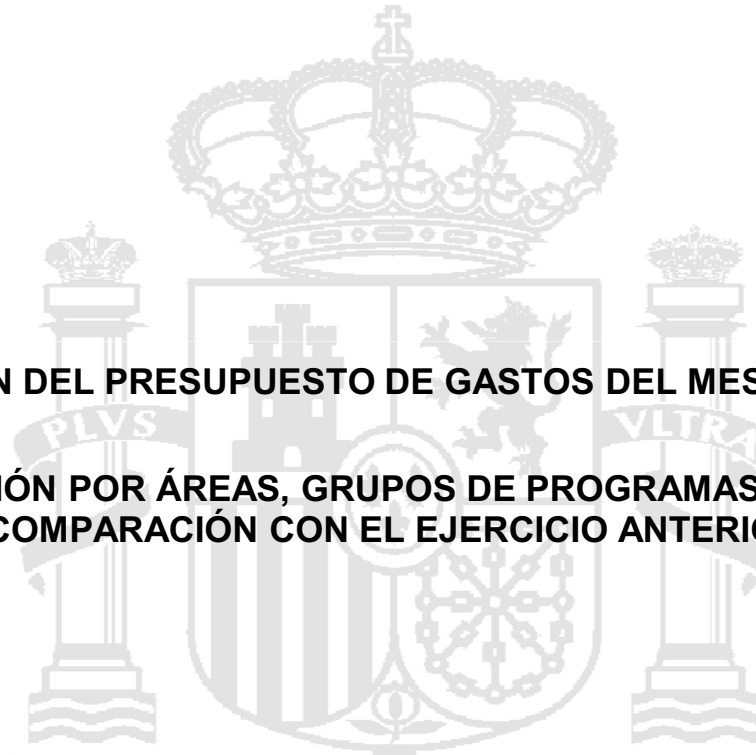 N DEL PRESUPUESTO DE GASTOS DEL MES
PLVS
VLTRA
IÓN POR ÁREAS, GRUPOS DE PROGRAMAS
COMPARACIÓN CON EL EJERCICIO ANTERIO